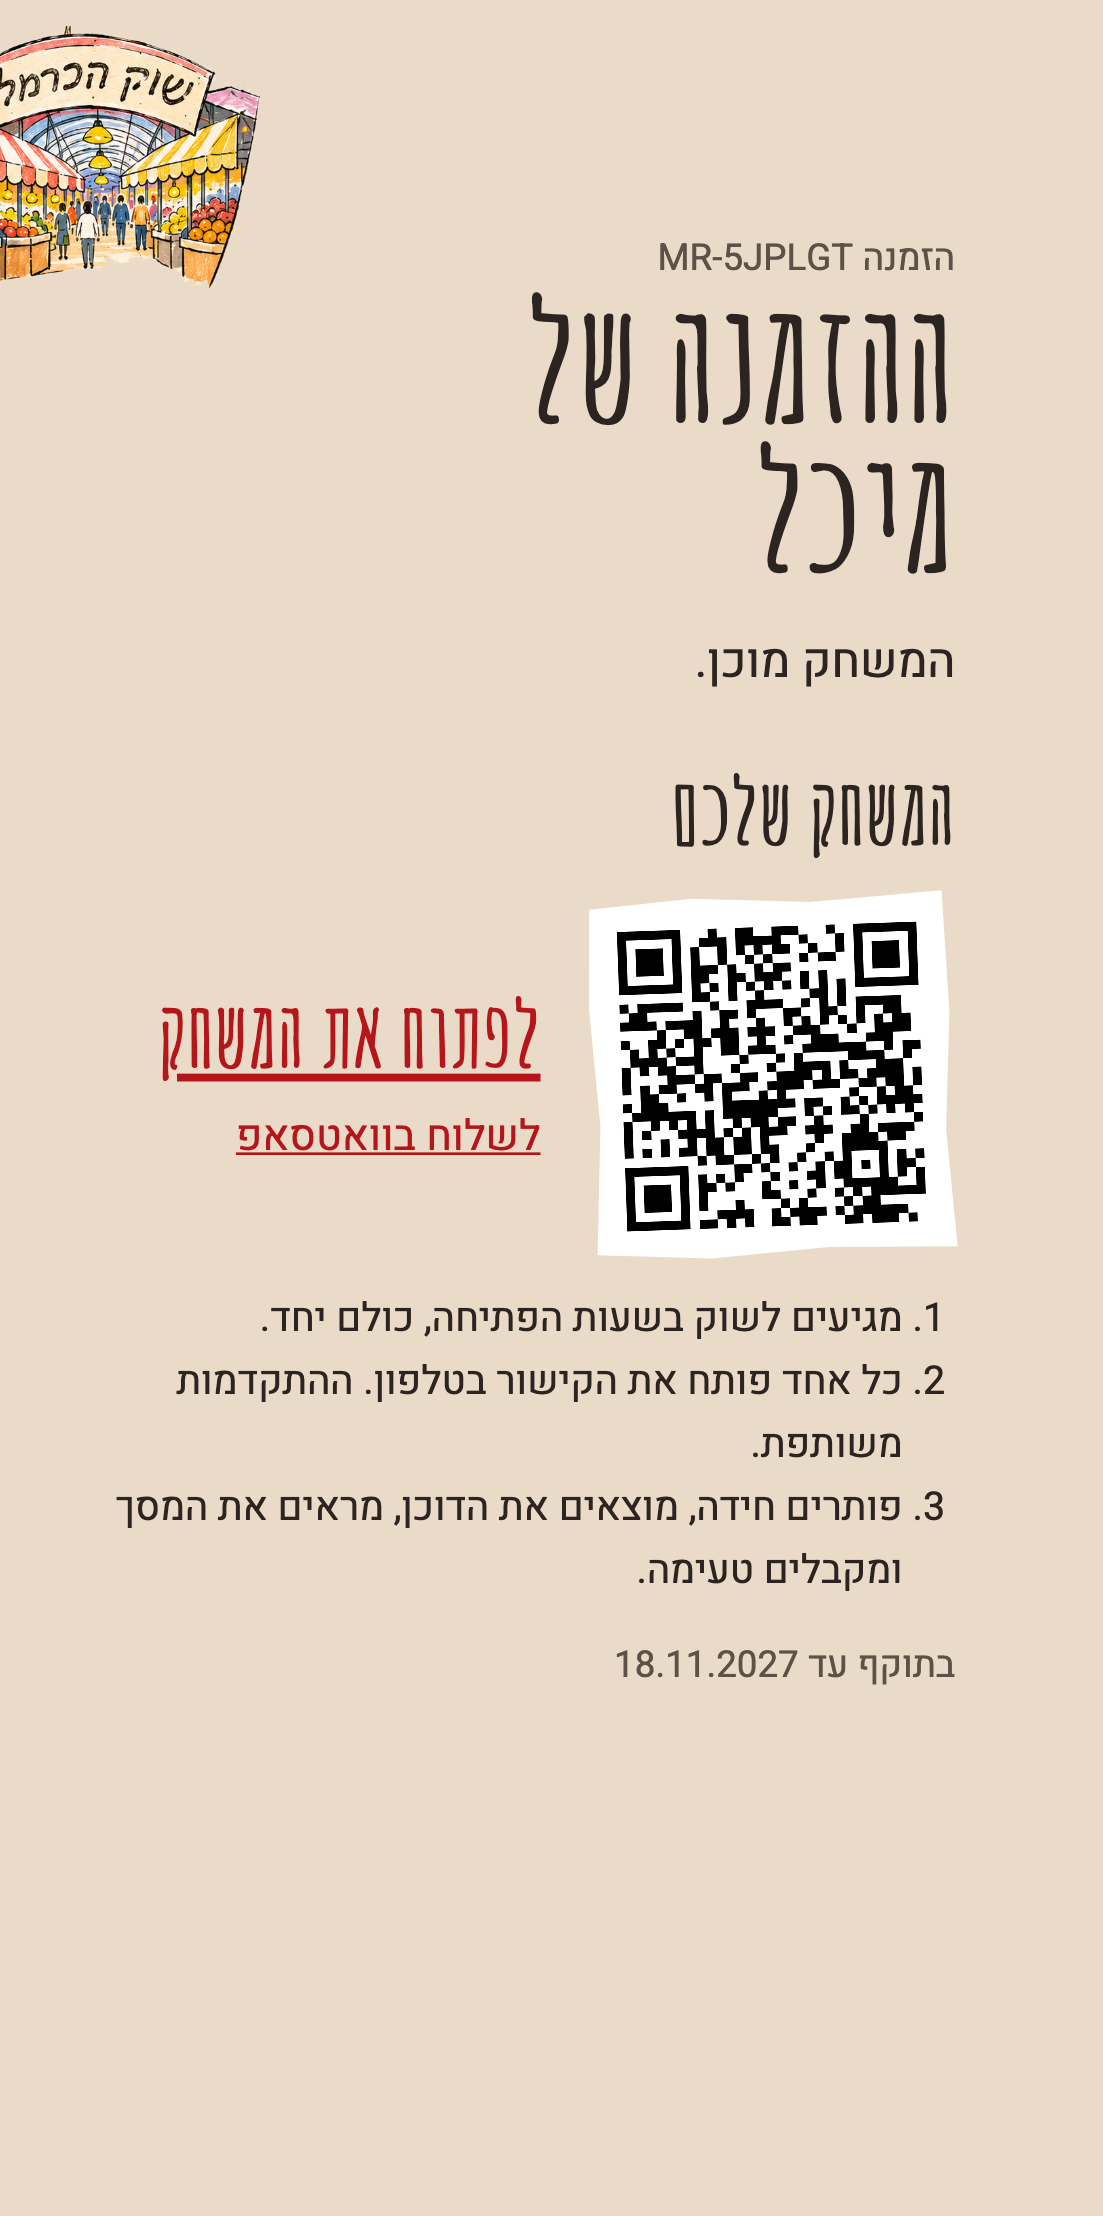 שוק הכרמל
הזמנה MR-5JPLGT
ההזמנה של
מיכל
המשחק מוכן.
המשחק שלכם
לפתוח את המשחק
לשלוח בוואטסאפ
1. מגיעים לשוק בשעות הפתיחה, כולם יחד.
2. כל אחד פותח את הקישור בטלפון. ההתקדמות
משותפת.
3. פותרים חידה, מוצאים את הדוכן, מראים את המסך
ומקבלים טעימה.
בתוקף עד 18.11.2027